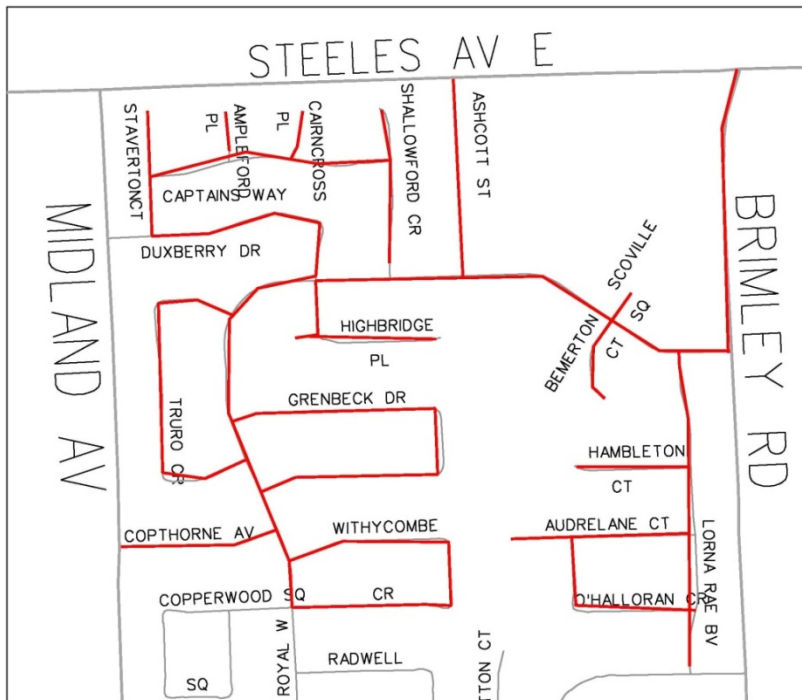 STEELES AV E
STAVERTONCT
AMPLEFORD
PL
CAIRNCROSS
PL
SHALLOWFORD CR
ASHCOTT ST
CAPTAINS WAY
DUXBERRY DR
MIDLAND AV
BRIMLEY RD
SCOVILLE
SQ
BEMERTON
CT
HIGHBRIDGE
PL
GRENBECK DR
TRURO CR
HAMBLETON
CT
COPTHORNE AV
WITHYCOMBE
CR
AUDRELANE CT
LORNA RAE BV
COPPERWOOD SQ
O'HALLORAN CR
ROYAL W
RADWELL
SQ
TON CT